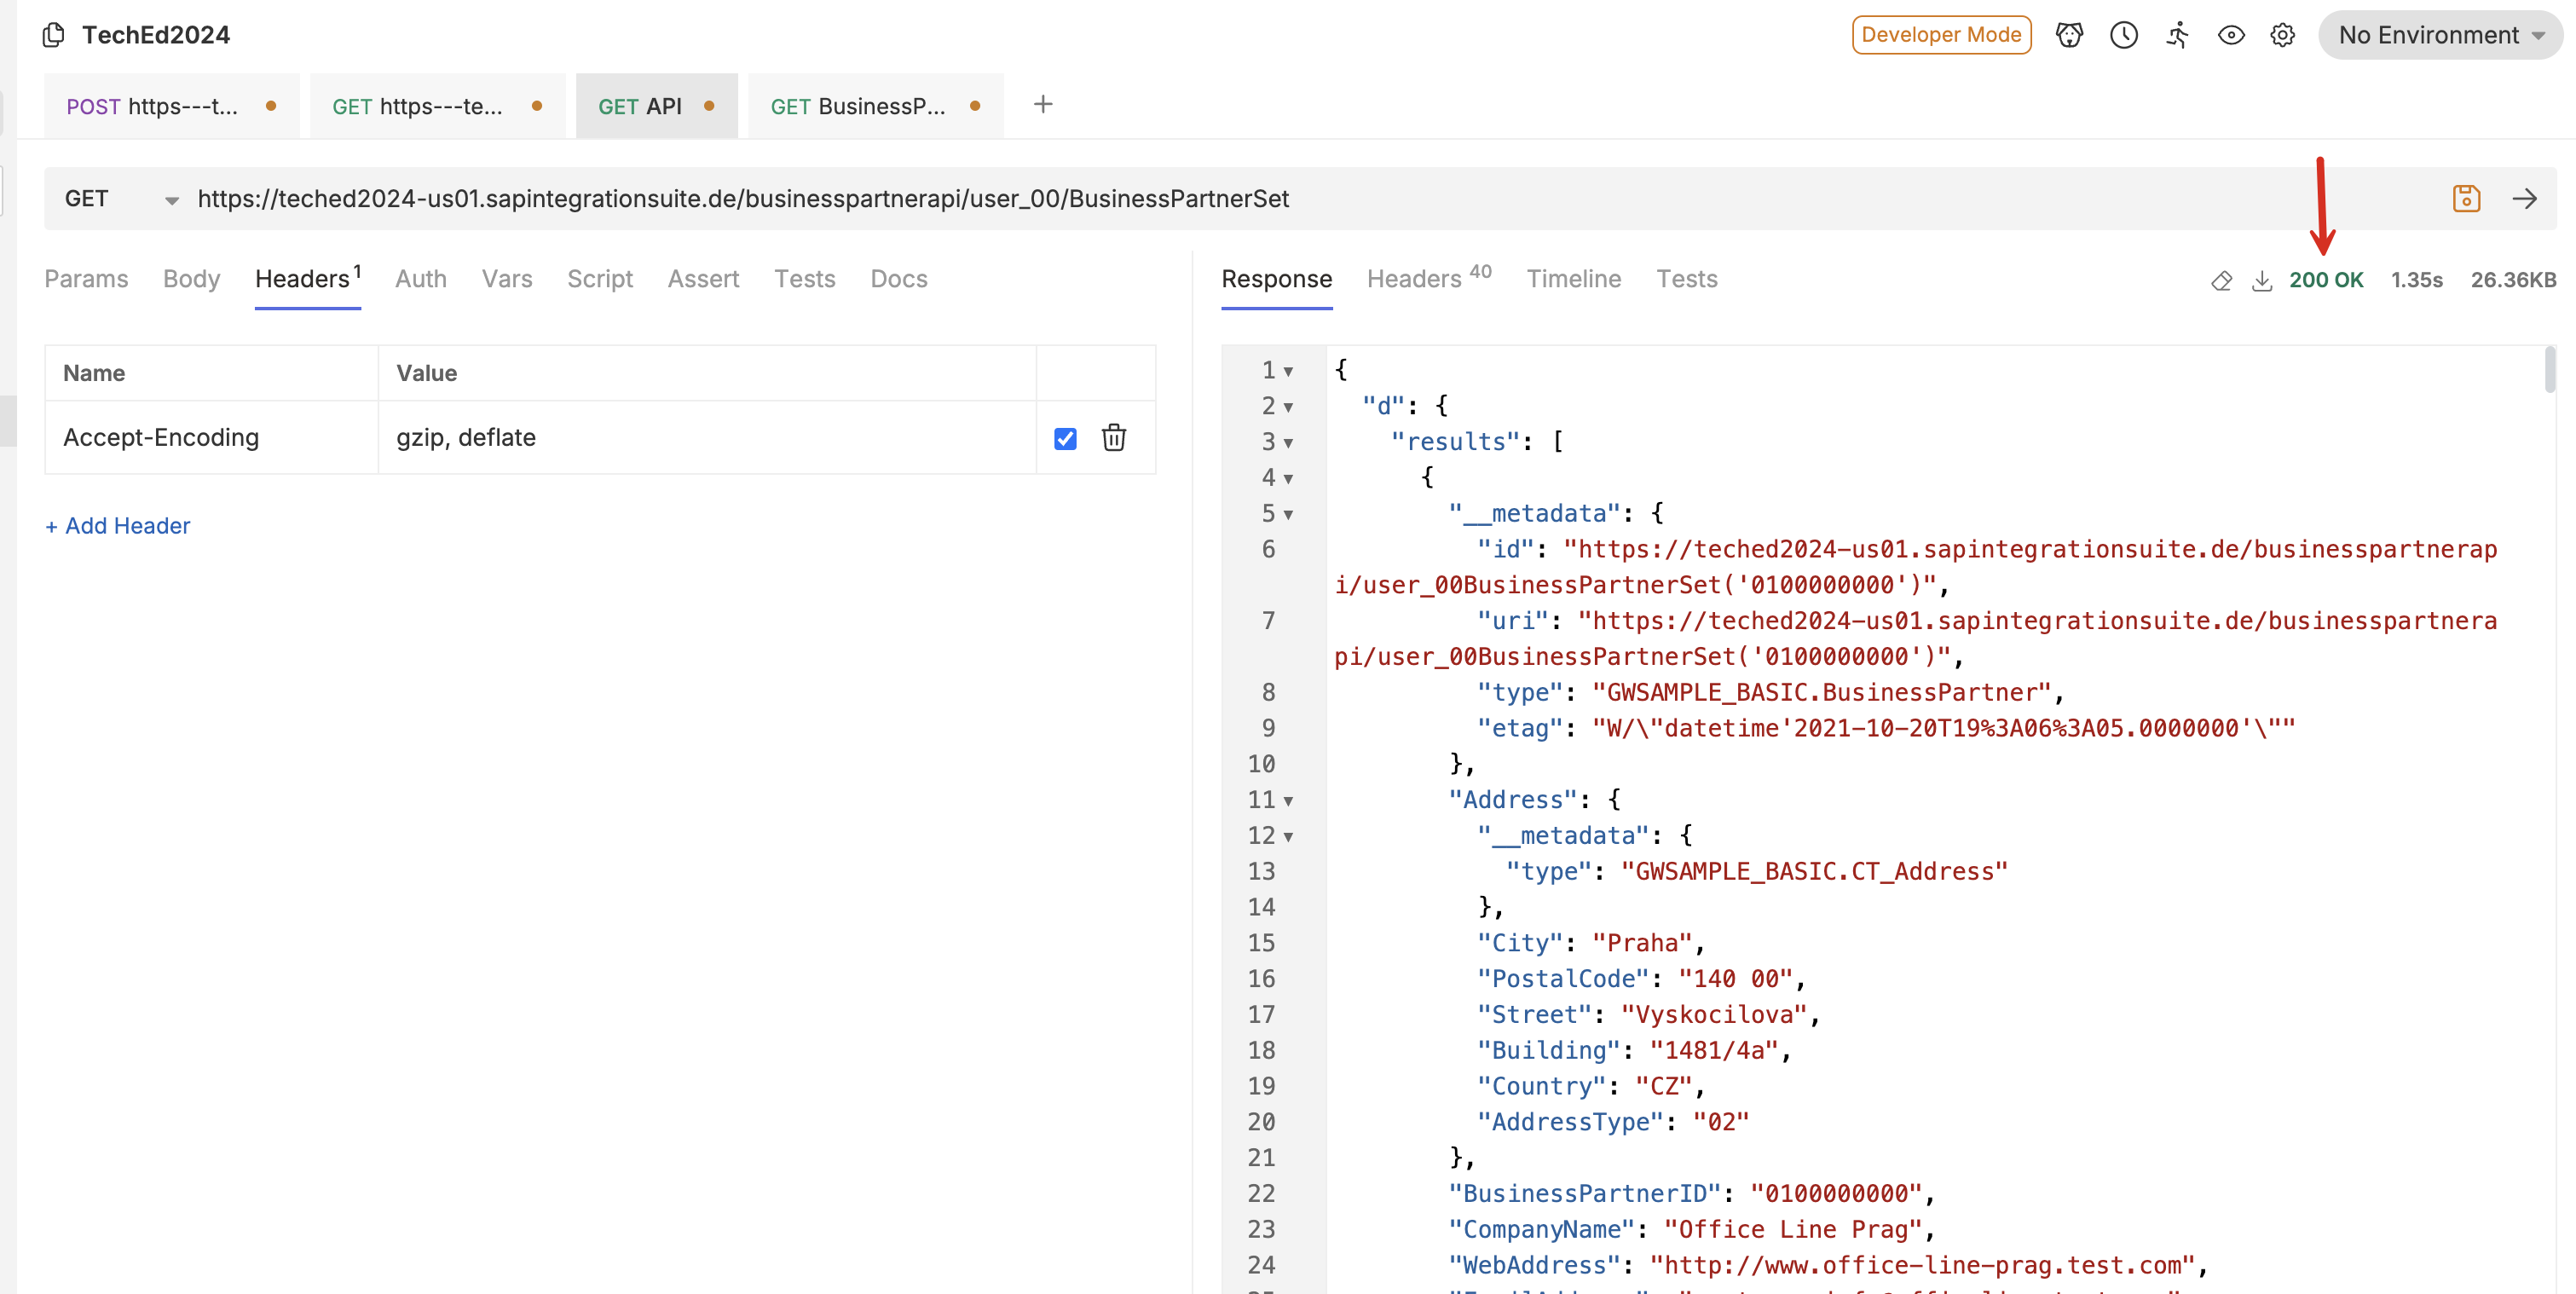 TechEd2024
Developer Mode
No Environment
POST https---t...
GET https---te...
GET API
GET BusinessP...
+
GET https://teched2024-us01.sapintegrationsuite.de/businesspartnerapi/user_00/BusinessPartnerSet
Params Body Headers 1 Auth Vars Script Assert Tests Docs
Name Value
Accept-Encoding gzip, deflate
+ Add Header
Response Headers 40 Timeline Tests
200 OK 1.35s 26.36KB
1 {
2 "d": {
3 "results": [
4 {
5 "__metadata": {
6 "id": "https://teched2024-us01.sapintegrationsuite.de/businesspartnerap
i/user_00BusinessPartnerSet('0100000000')",
7 "uri": "https://teched2024-us01.sapintegrationsuite.de/businesspartnera
pi/user_00BusinessPartnerSet('0100000000')",
8 "type": "GWSAMPLE_BASIC.BusinessPartner",
9 "etag": "W/\"datetime'2021-10-20T19%3A06%3A05.0000000'\""
10 },
11 "Address": {
12 "__metadata": {
13 "type": "GWSAMPLE_BASIC.CT_Address"
14 },
15 "City": "Praha",
16 "PostalCode": "140 00",
17 "Street": "Vyskocilova",
18 "Building": "1481/4a",
19 "Country": "CZ",
20 "AddressType": "02"
21 },
22 "BusinessPartnerID": "0100000000",
23 "CompanyName": "Office Line Prag",
24 "WebAddress": "http://www.office-line-prag.test.com",